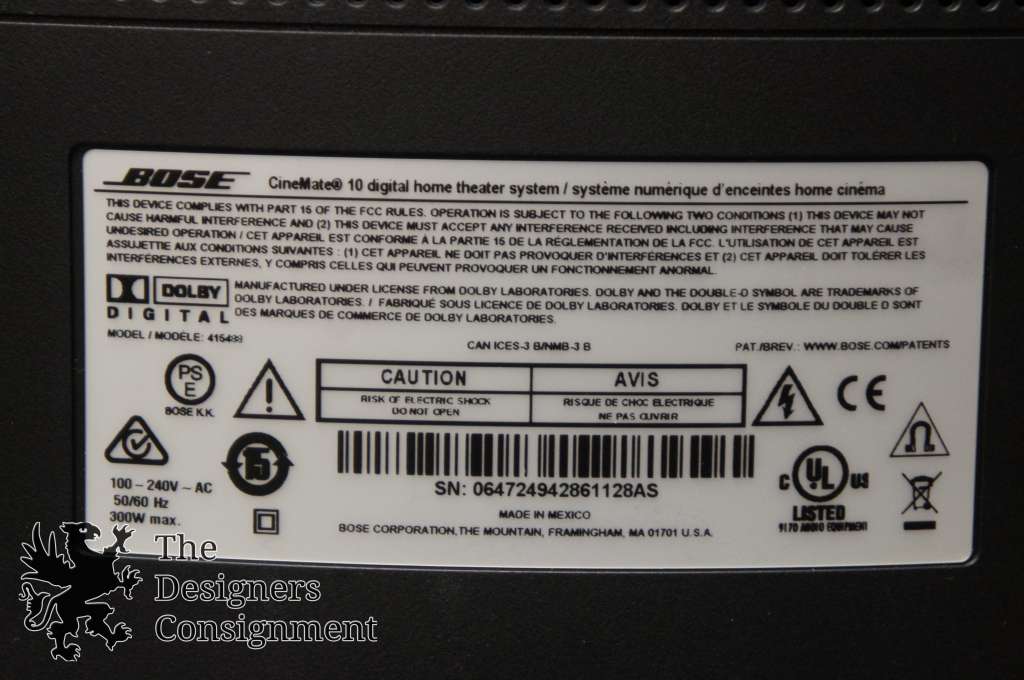 BOSE CineMate® 10 digital home theater system / système numérique d'enceintes home cinéma
THIS DEVICE COMPLIES WITH PART 15 OF THE FCC RULES. OPERATION IS SUBJECT TO THE FOLLOWING TWO CONDITIONS (1) THIS DEVICE MAY NOT
CAUSE HARMFUL INTERFERENCE AND (2) THIS DEVICE MUST ACCEPT ANY INTERFERENCE RECEIVED INCLUDING INTERFERENCE THAT MAY CAUSE
UNDESIRED OPERATION / CET APPAREIL EST CONFORME À LA PARTIE 15 DE LA RÉGLEMENTATION DE LA FCC. L'UTILISATION DE CET APPAREIL EST
ASSUJETTIE AUX CONDITIONS SUIVANTES : (1) CET APPAREIL NE DOIT PAS PROVOQUER D'INTERFÉRENCES ET (2) CET APPAREIL DOIT TOLÉRER LES
INTERFÉRENCES EXTERNES, Y COMPRIS CELLES QUI PEUVENT PROVOQUER UN FONCTIONNEMENT ANORMAL.
DOLBY
DIGITAL
MANUFACTURED UNDER LICENSE FROM DOLBY LABORATORIES. DOLBY AND THE DOUBLE-D SYMBOL ARE TRADEMARKS OF
DOLBY LABORATORIES. / FABRIQUÉ SOUS LICENCE DE DOLBY LABORATORIES. DOLBY ET LE SYMBOLE DU DOUBLE D SONT
DES MARQUES DE COMMERCE DE DOLBY LABORATORIES.
MODEL / MODÈLE: 415488
CAN ICES-3 B/NMB-3 B
PAT./BREV.: WWW.BOSE.COM/PATENTS
PS
E
BOSE K.K.
CAUTION
RISK OF ELECTRIC SHOCK
DO NOT OPEN
AVIS
RISQUE DE CHOC ELECTRIQUE
NE PAS OUVRIR
CE
15
100 – 240V ~ AC
50/60 Hz
300W max.
SN: 064724942861128AS
MADE IN MEXICO
BOSE CORPORATION, THE MOUNTAIN, FRAMINGHAM, MA 01701 U.S.A.
C UL US
LISTED
9170 AUDIO EQUIPMENT
The
Designers
Consignment